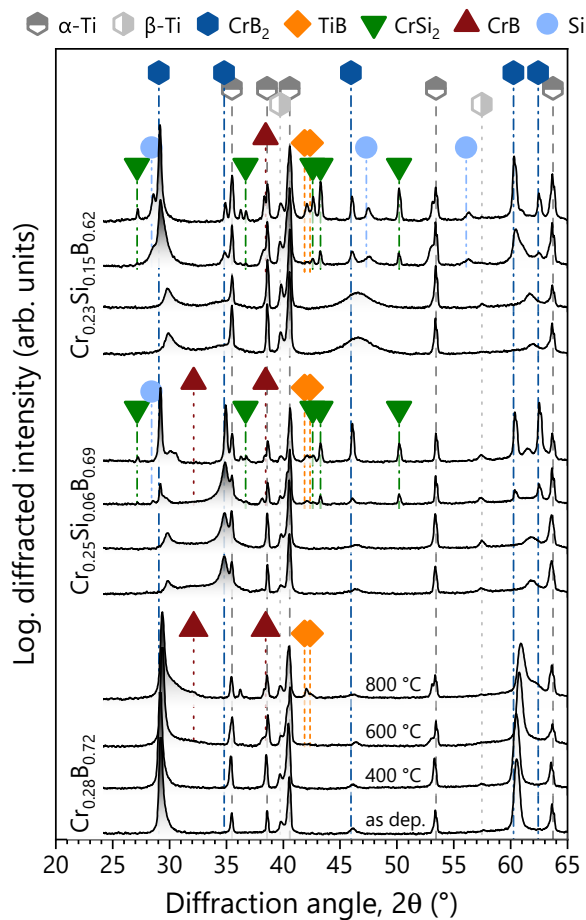 α-Ti β-Ti CrB₂ TiB CrSi₂ CrB Si
Log. diffracted intensity (arb. units)
Cr₀.₂₃Si₀.₁₅B₀.₆₂
Cr₀.₂₅Si₀.₀₆B₀.₆₉
Cr₀.₂₈B₀.₇₂
800 °C
600 °C
400 °C
as dep.
20 25 30 35 40 45 50 55 60 65
Diffraction angle, 2θ (°)